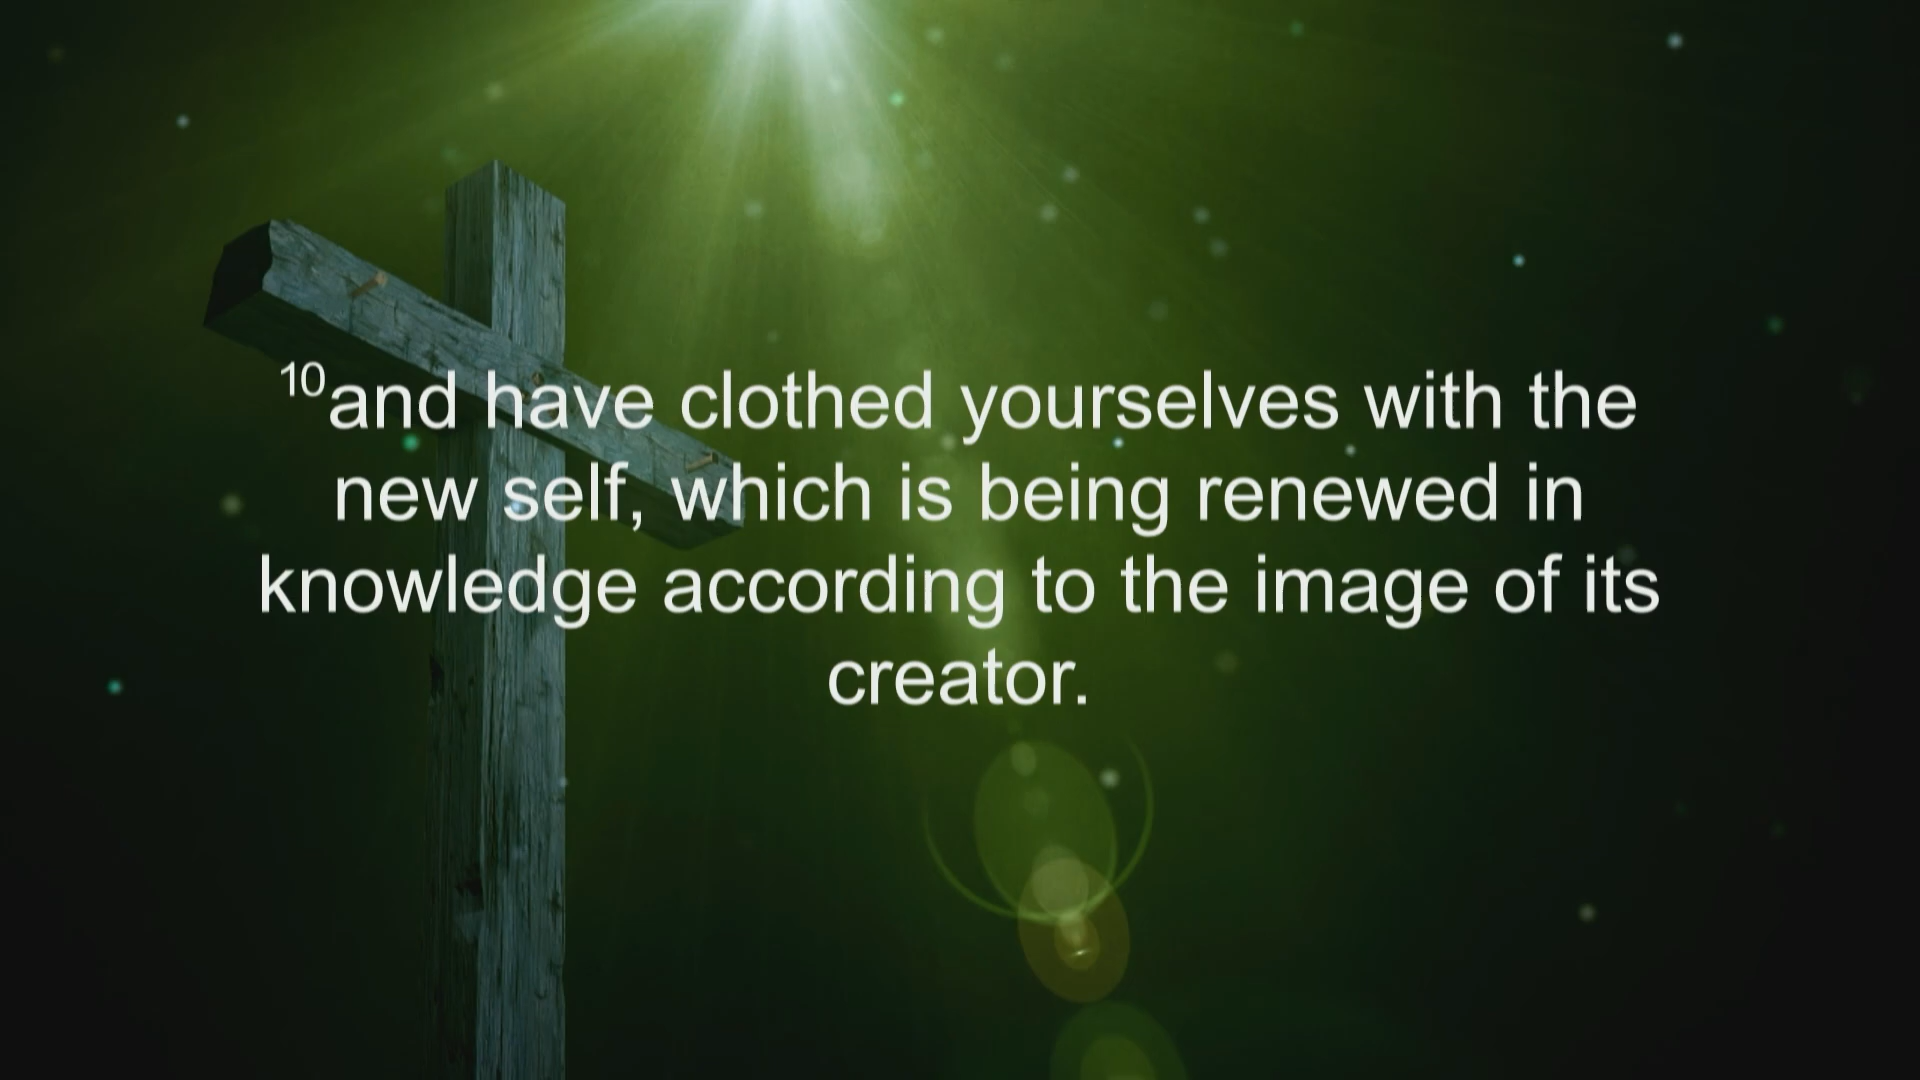 10and have clothed yourselves with the
new self, which is being renewed in
knowledge according to the image of its
creator.